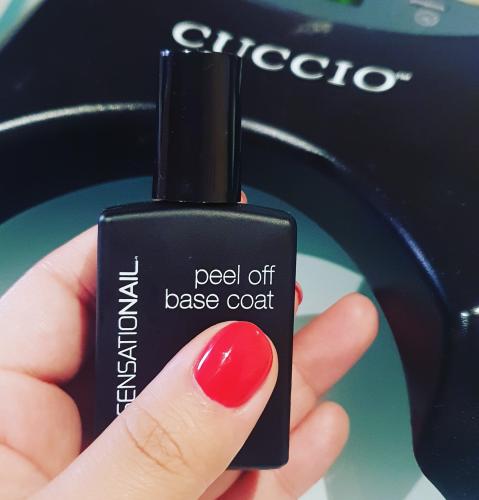 CUCCIO
SENSATIONAIL
peel off
base coat